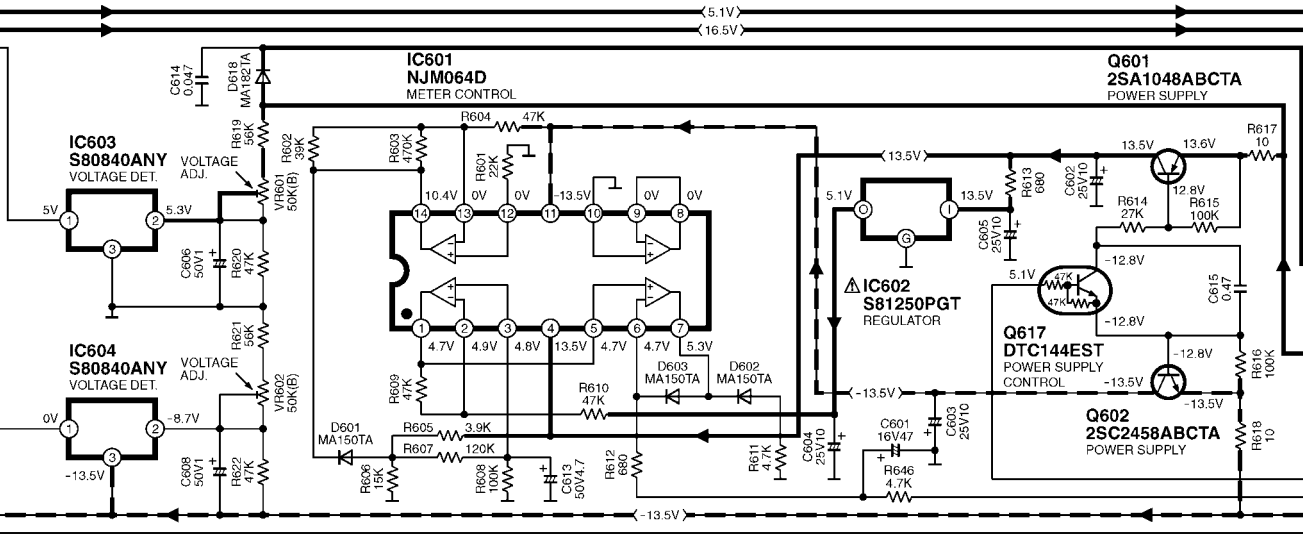 5.1V
16.5V
C614
0.047
D618
MA182TA
IC601
NJM064D
METER CONTROL
Q601
2SA1048ABCTA
POWER SUPPLY
IC603
S80840ANY
VOLTAGE DET.
R619
56K
VOLTAGE
ADJ.
VR601
50K(B)
R602
39K
R603
470K
R604 47K
R601
22K
13.5V
R613
680
C602
25V10
13.5V 13.6V
12.8V
R617
10
R614
27K
R615
100K
5V 1 2 5.3V
3
C606
50V1
R620
47K
10.4V 0V 0V -13.5V 0V 0V
14 13 12 11 10 9 8
- + + -
- + + -
1 2 3 4 5 6 7
4.7V 4.9V 4.8V 13.5V 4.7V 4.7V 5.3V
5.1V O I 13.5V
G
C605
25V10
IC602
S81250PGT
REGULATOR
-12.8V
5.1V
47K
47K
C615
0.47
-12.8V
Q617
DTC144EST
POWER SUPPLY
CONTROL
R621
56K
IC604
S80840ANY
VOLTAGE DET.
VOLTAGE
ADJ.
VR602
50K(B)
D603
MA150TA
D602
MA150TA
-12.8V
-13.5V
-13.5V
R616
100K
Q602
2SC2458ABCTA
POWER SUPPLY
R618
10
0V 1 2 -8.7V
3
-13.5V
C608
50V1
R622
47K
R609
47K
R610
47K
D601
MA150TA
R605 3.9K
R607 120K
R606
15K
R608
100K
C613
50V4.7
R612
680
R611
4.7K
C604
25V10
-13.5V
C601
16V47
C603
25V10
R646
4.7K
-13.5V